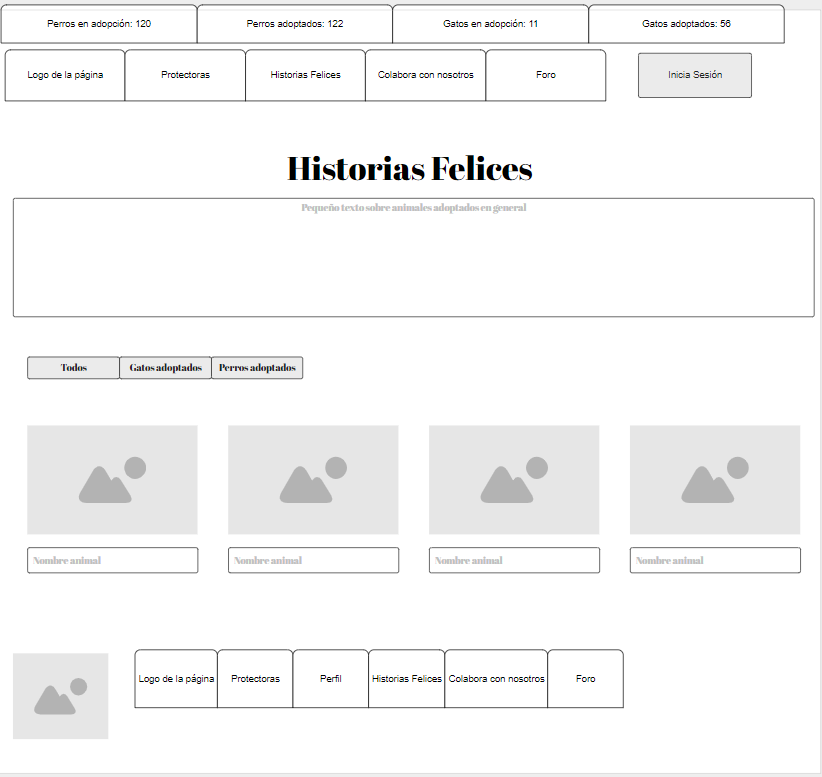 Perros en adopción: 120 Perros adoptados: 122 Gatos en adopción: 11 Gatos adoptados: 56
Logo de la página Protectoras Historias Felices Colabora con nosotros Foro Inicia Sesión
Historias Felices
Pequeño texto sobre animales adoptados en general
Todos Gatos adoptados Perros adoptados
Nombre animal Nombre animal Nombre animal Nombre animal
Logo de la página Protectoras Perfil Historias Felices Colabora con nosotros Foro